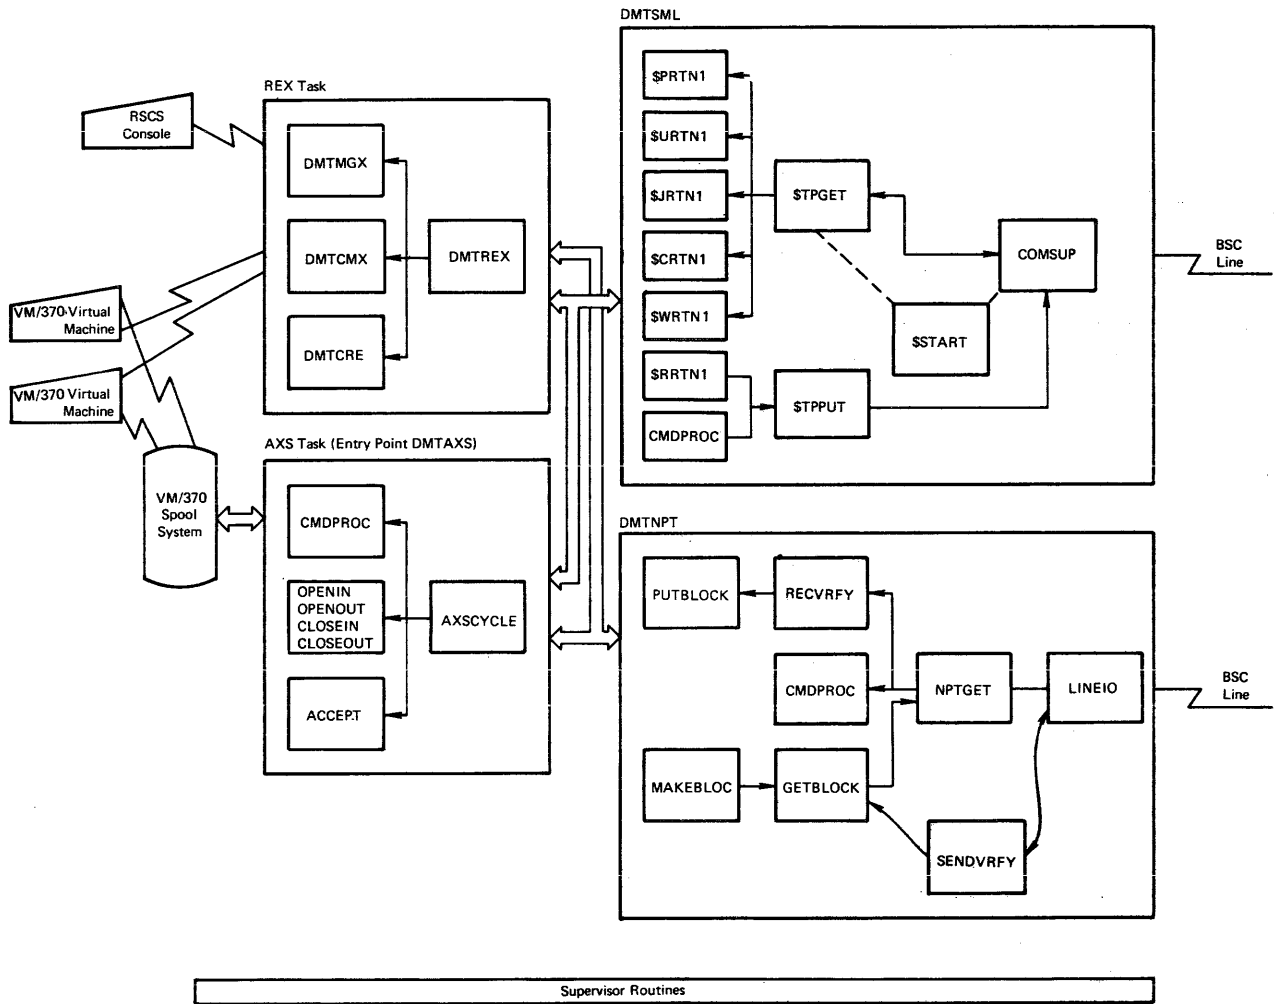 DMTSML
REX Task
RSCS
Console
DMTMGX
DMTCMX
DMTREX
DMTCRE
VM/370 Virtual
Machine
VM/370 Virtual
Machine
VM/370
Spool
System
$PRTN1
$URTN1
$JRTN1
$CRTN1
$WRTN1
$RRTN1
CMDPROC
$TPGET
COMSUP
$START
$TPPUT
BSC
Line
AXS Task (Entry Point DMTAXS)
CMDPROC
OPENIN
OPENOUT
CLOSEIN
CLOSEOUT
AXSCYCLE
ACCEPT
DMTNPT
PUTBLOCK
RECVRFY
CMDPROC
NPTGET
LINEIO
MAKEBLOC
GETBLOCK
SENDVRFY
BSC
Line
Supervisor Routines